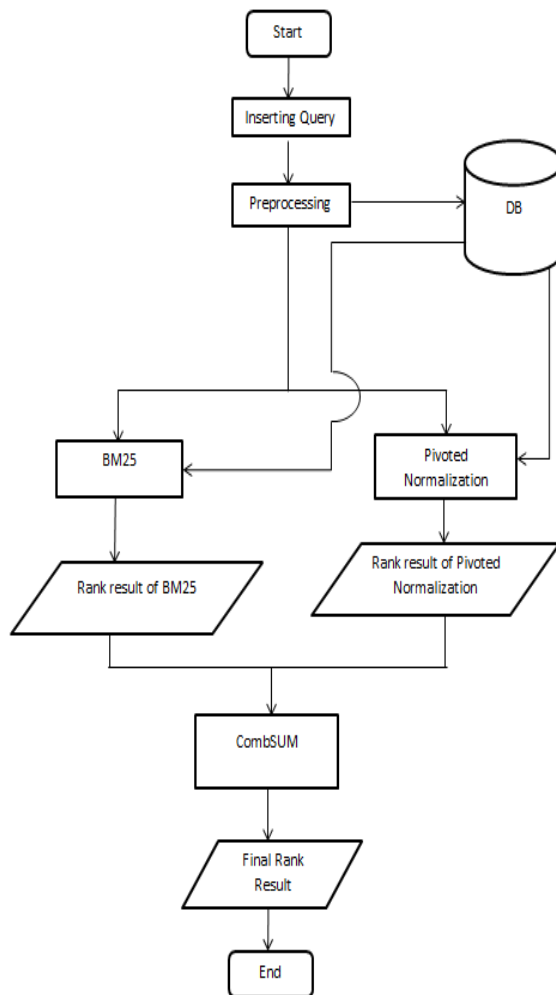 Start
Inserting Query
Preprocessing
DB
BM25
Pivoted
Normalization
Rank result of BM25
Rank result of Pivoted
Normalization
CombSUM
Final Rank
Result
End